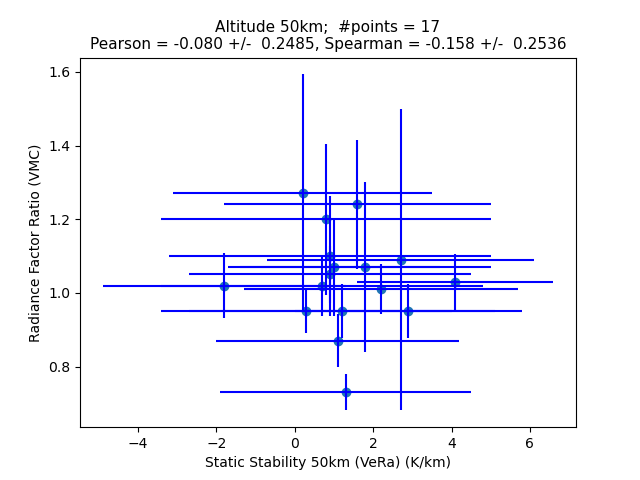 Altitude 50km;  #points = 17
Pearson = -0.080 +/-  0.2485, Spearman = -0.158 +/-  0.2536
1.6
1.4
1.2
1.0
0.8
Radiance Factor Ratio (VMC)
−4
−2
0
2
4
6
Static Stability 50km (VeRa) (K/km)